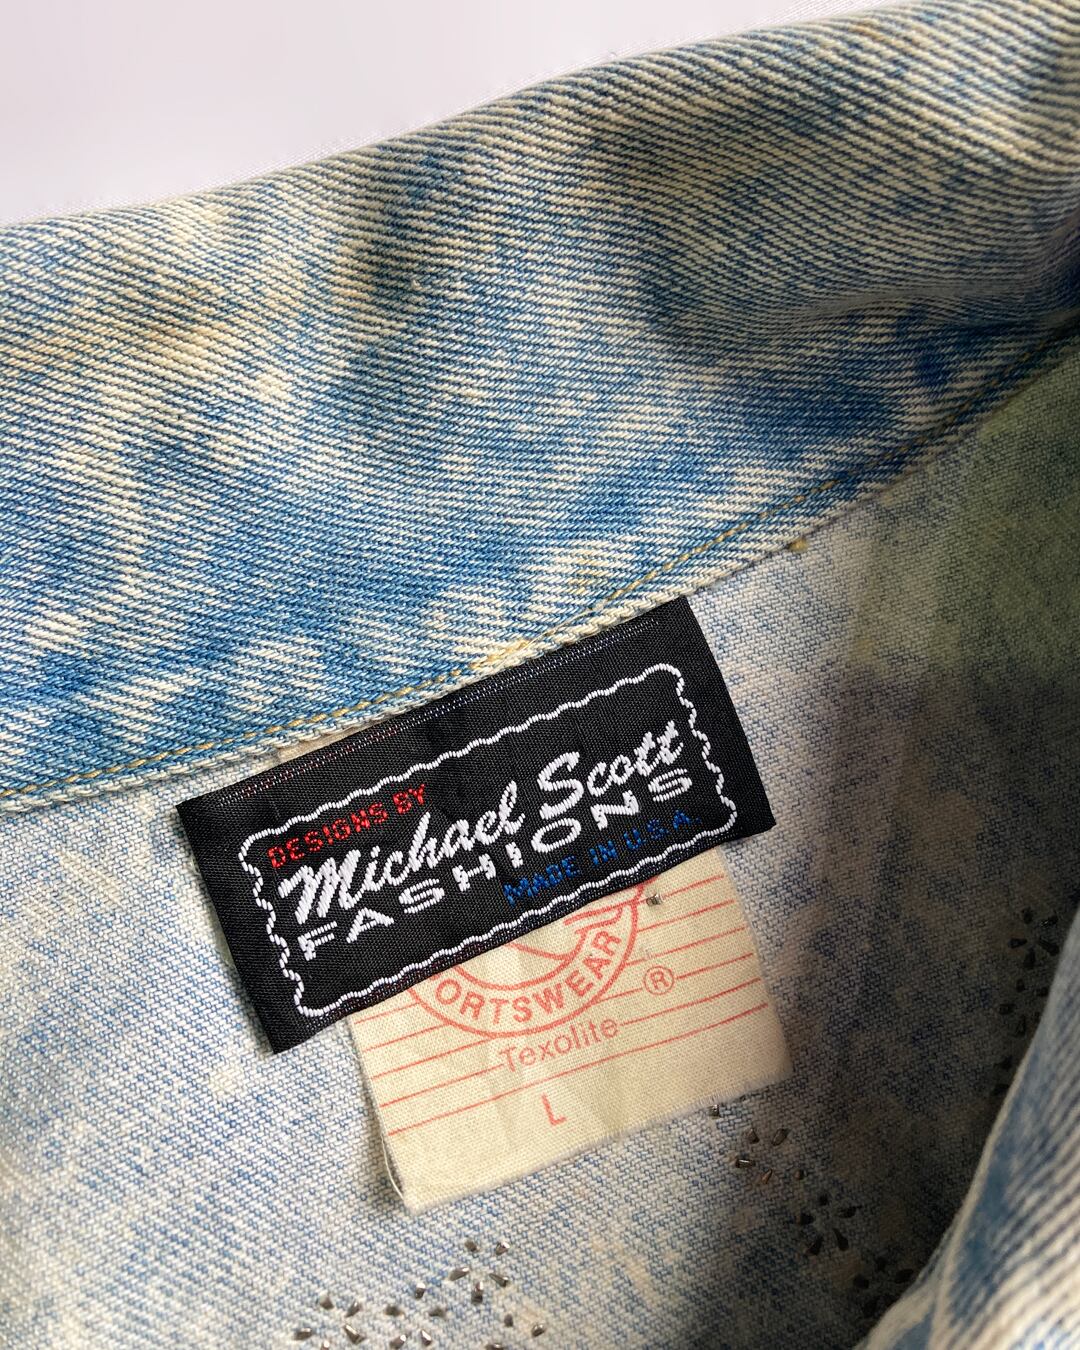 DESIGNS BY
Michael Scott
FASHIONS
MADE IN U.S.A.
ORTSWEAR
®
Texolite
L